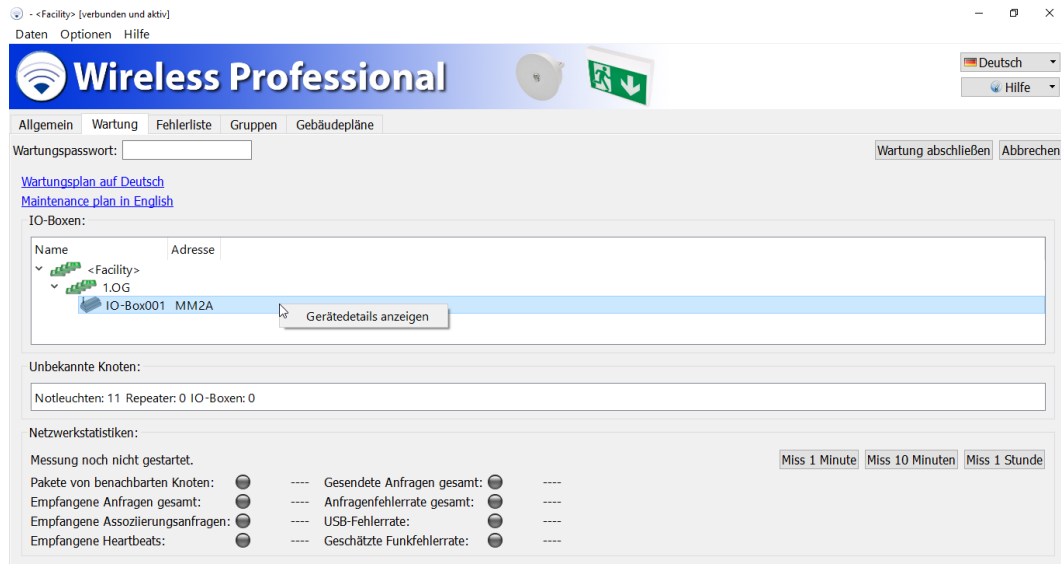 - <Facility> [verbunden und aktiv]
Daten Optionen Hilfe
Wireless Professional
Deutsch
Hilfe
Allgemein Wartung Fehlerliste Gruppen Gebäudepläne
Wartungspasswort: Wartung abschließen Abbrechen
Wartungsplan auf Deutsch
Maintenance plan in English
IO-Boxen:
Name Adresse
<Facility>
1.OG
IO-Box001 MM2A
Gerätedetails anzeigen
Unbekannte Knoten:
Notleuchten: 11 Repeater: 0 IO-Boxen: 0
Netzwerkstatistiken:
Messung noch nicht gestartet. Miss 1 Minute Miss 10 Minuten Miss 1 Stunde
Pakete von benachbarten Knoten: ---- Gesendete Anfragen gesamt: ----
Empfangene Anfragen gesamt: ---- Anfragenfehlerrate gesamt: ----
Empfangene Assoziierungsanfragen: ---- USB-Fehlerrate: ----
Empfangene Heartbeats: ---- Geschätzte Funkfehlerrate: ----